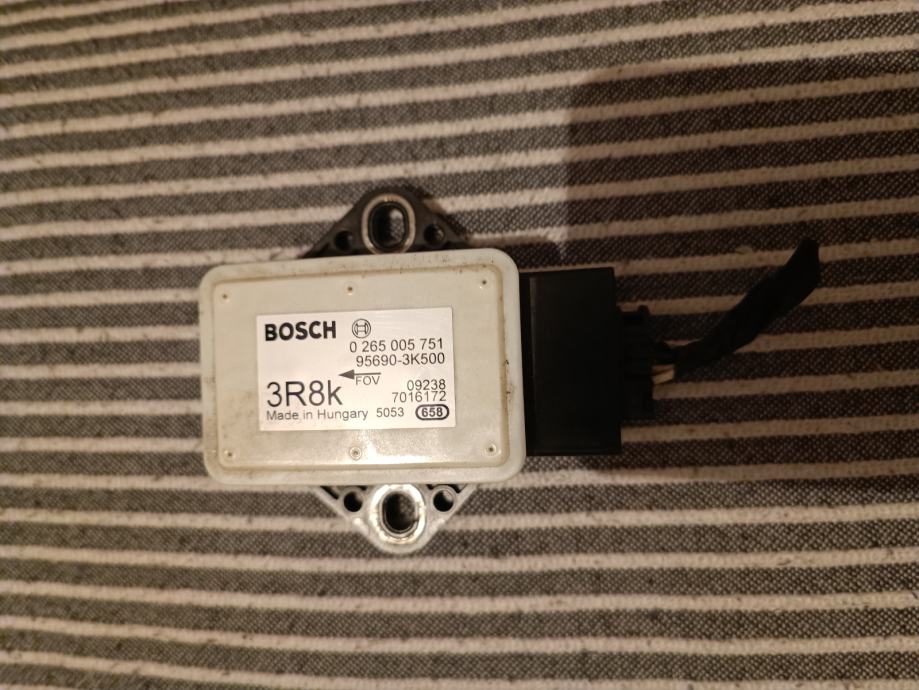 BOSCH
0 265 005 751
95690-3K500
FOV
3R8k 09238
7016172
Made in Hungary 5053 658